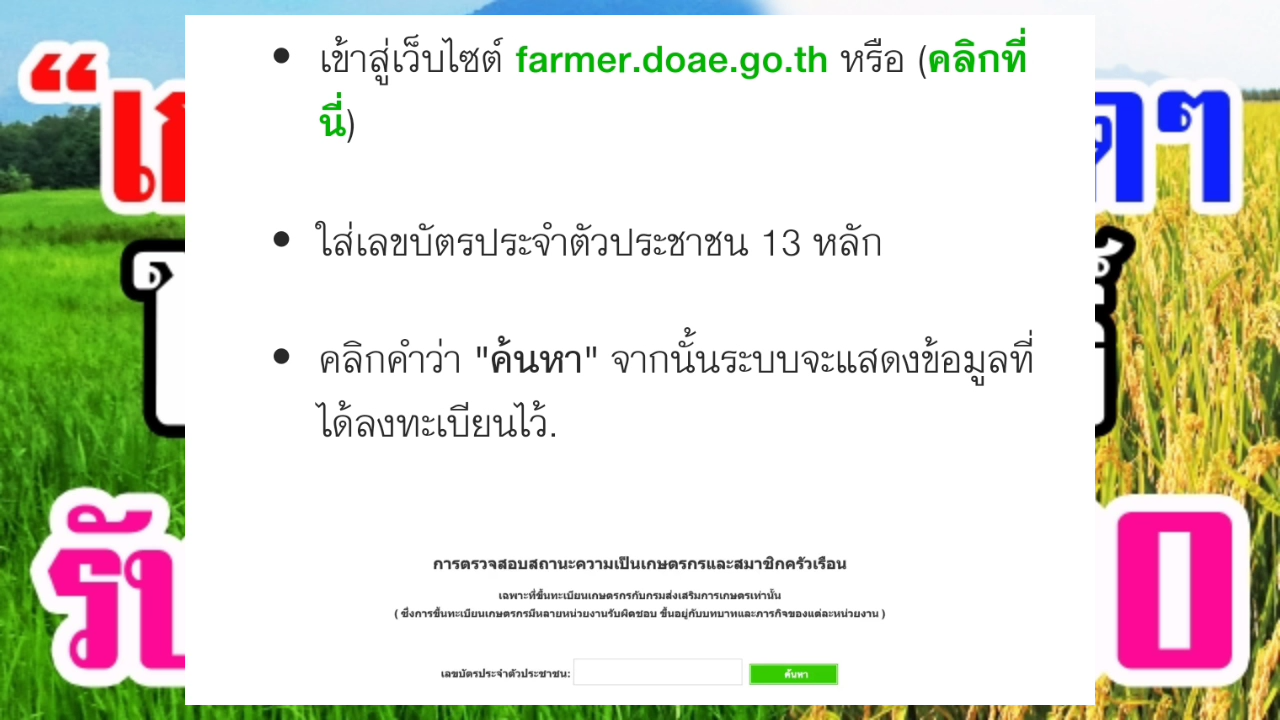 • เข้าสู่เว็บไซต์ farmer.doae.go.th หรือ (คลิกที่
นี่)
• ใส่เลขบัตรประจำตัวประชาชน 13 หลัก
• คลิกคำว่า "ค้นหา" จากนั้นระบบจะแสดงข้อมูลที่
ได้ลงทะเบียนไว้.
การตรวจสอบสถานะความเป็นเกษตรกรและสมาชิกครัวเรือน
เฉพาะที่ขึ้นทะเบียนเกษตรกรกับกรมส่งเสริมการเกษตรเท่านั้น
( ซึ่งการขึ้นทะเบียนเกษตรกรมีหลายหน่วยงานรับผิดชอบ ขึ้นอยู่กับบทบาทและภารกิจของแต่ละหน่วยงาน )
เลขบัตรประจำตัวประชาชน: ค้นหา